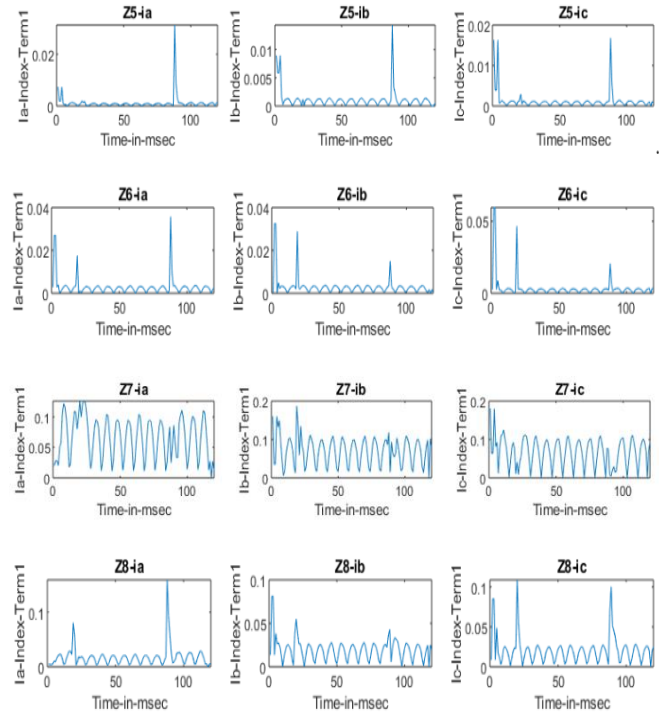 Z5-ia
Ia-Index-Term1
0.02
0
0 50 100
Time-in-msec
Z5-ib
Ib-Index-Term1
0.01
0.005
0
0 50 100
Time-in-msec
Z5-ic
Ic-Index-Term1
0.02
0.01
0
0 50 100
Time-in-msec
.
Z6-ia
Ia-Index-Term1
0.04
0.02
0
0 50 100
Time-in-msec
Z6-ib
Ib-Index-Term1
0.04
0.02
0
0 50 100
Time-in-msec
Z6-ic
Ic-Index-Term1
0.05
0
0 50 100
Time-in-msec
Z7-ia
Ia-Index-Term1
0.1
0.05
0
0 50 100
Time-in-msec
Z7-ib
Ib-Index-Term1
0.2
0.1
0
0 50 100
Time-in-msec
Z7-ic
Ic-Index-Term1
0.2
0.1
0
0 50 100
Time-in-msec
Z8-ia
Ia-Index-Term1
0.1
0
0 50 100
Time-in-msec
Z8-ib
Ib-Index-Term1
0.1
0.05
0
0 50 100
Time-in-msec
Z8-ic
Ic-Index-Term1
0.1
0.05
0
0 50 100
Time-in-msec